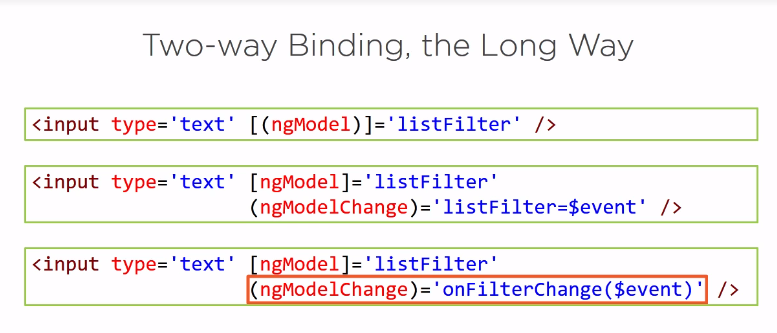 Two-way Binding, the Long Way
<input type='text' [(ngModel)]='listFilter' />
<input type='text' [ngModel]='listFilter'
(ngModelChange)='listFilter=$event' />
<input type='text' [ngModel]='listFilter'
(ngModelChange)='onFilterChange($event)' />